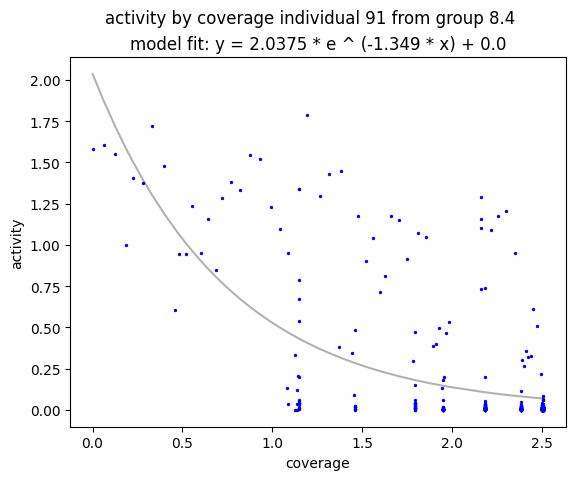 activity by coverage individual 91 from group 8.4
model fit: y = 2.0375 * e ^ (-1.349 * x) + 0.0
2.00
1.75
1.50
1.25
1.00
0.75
0.50
0.25
0.00
activity
0.0 0.5 1.0 1.5 2.0 2.5
coverage